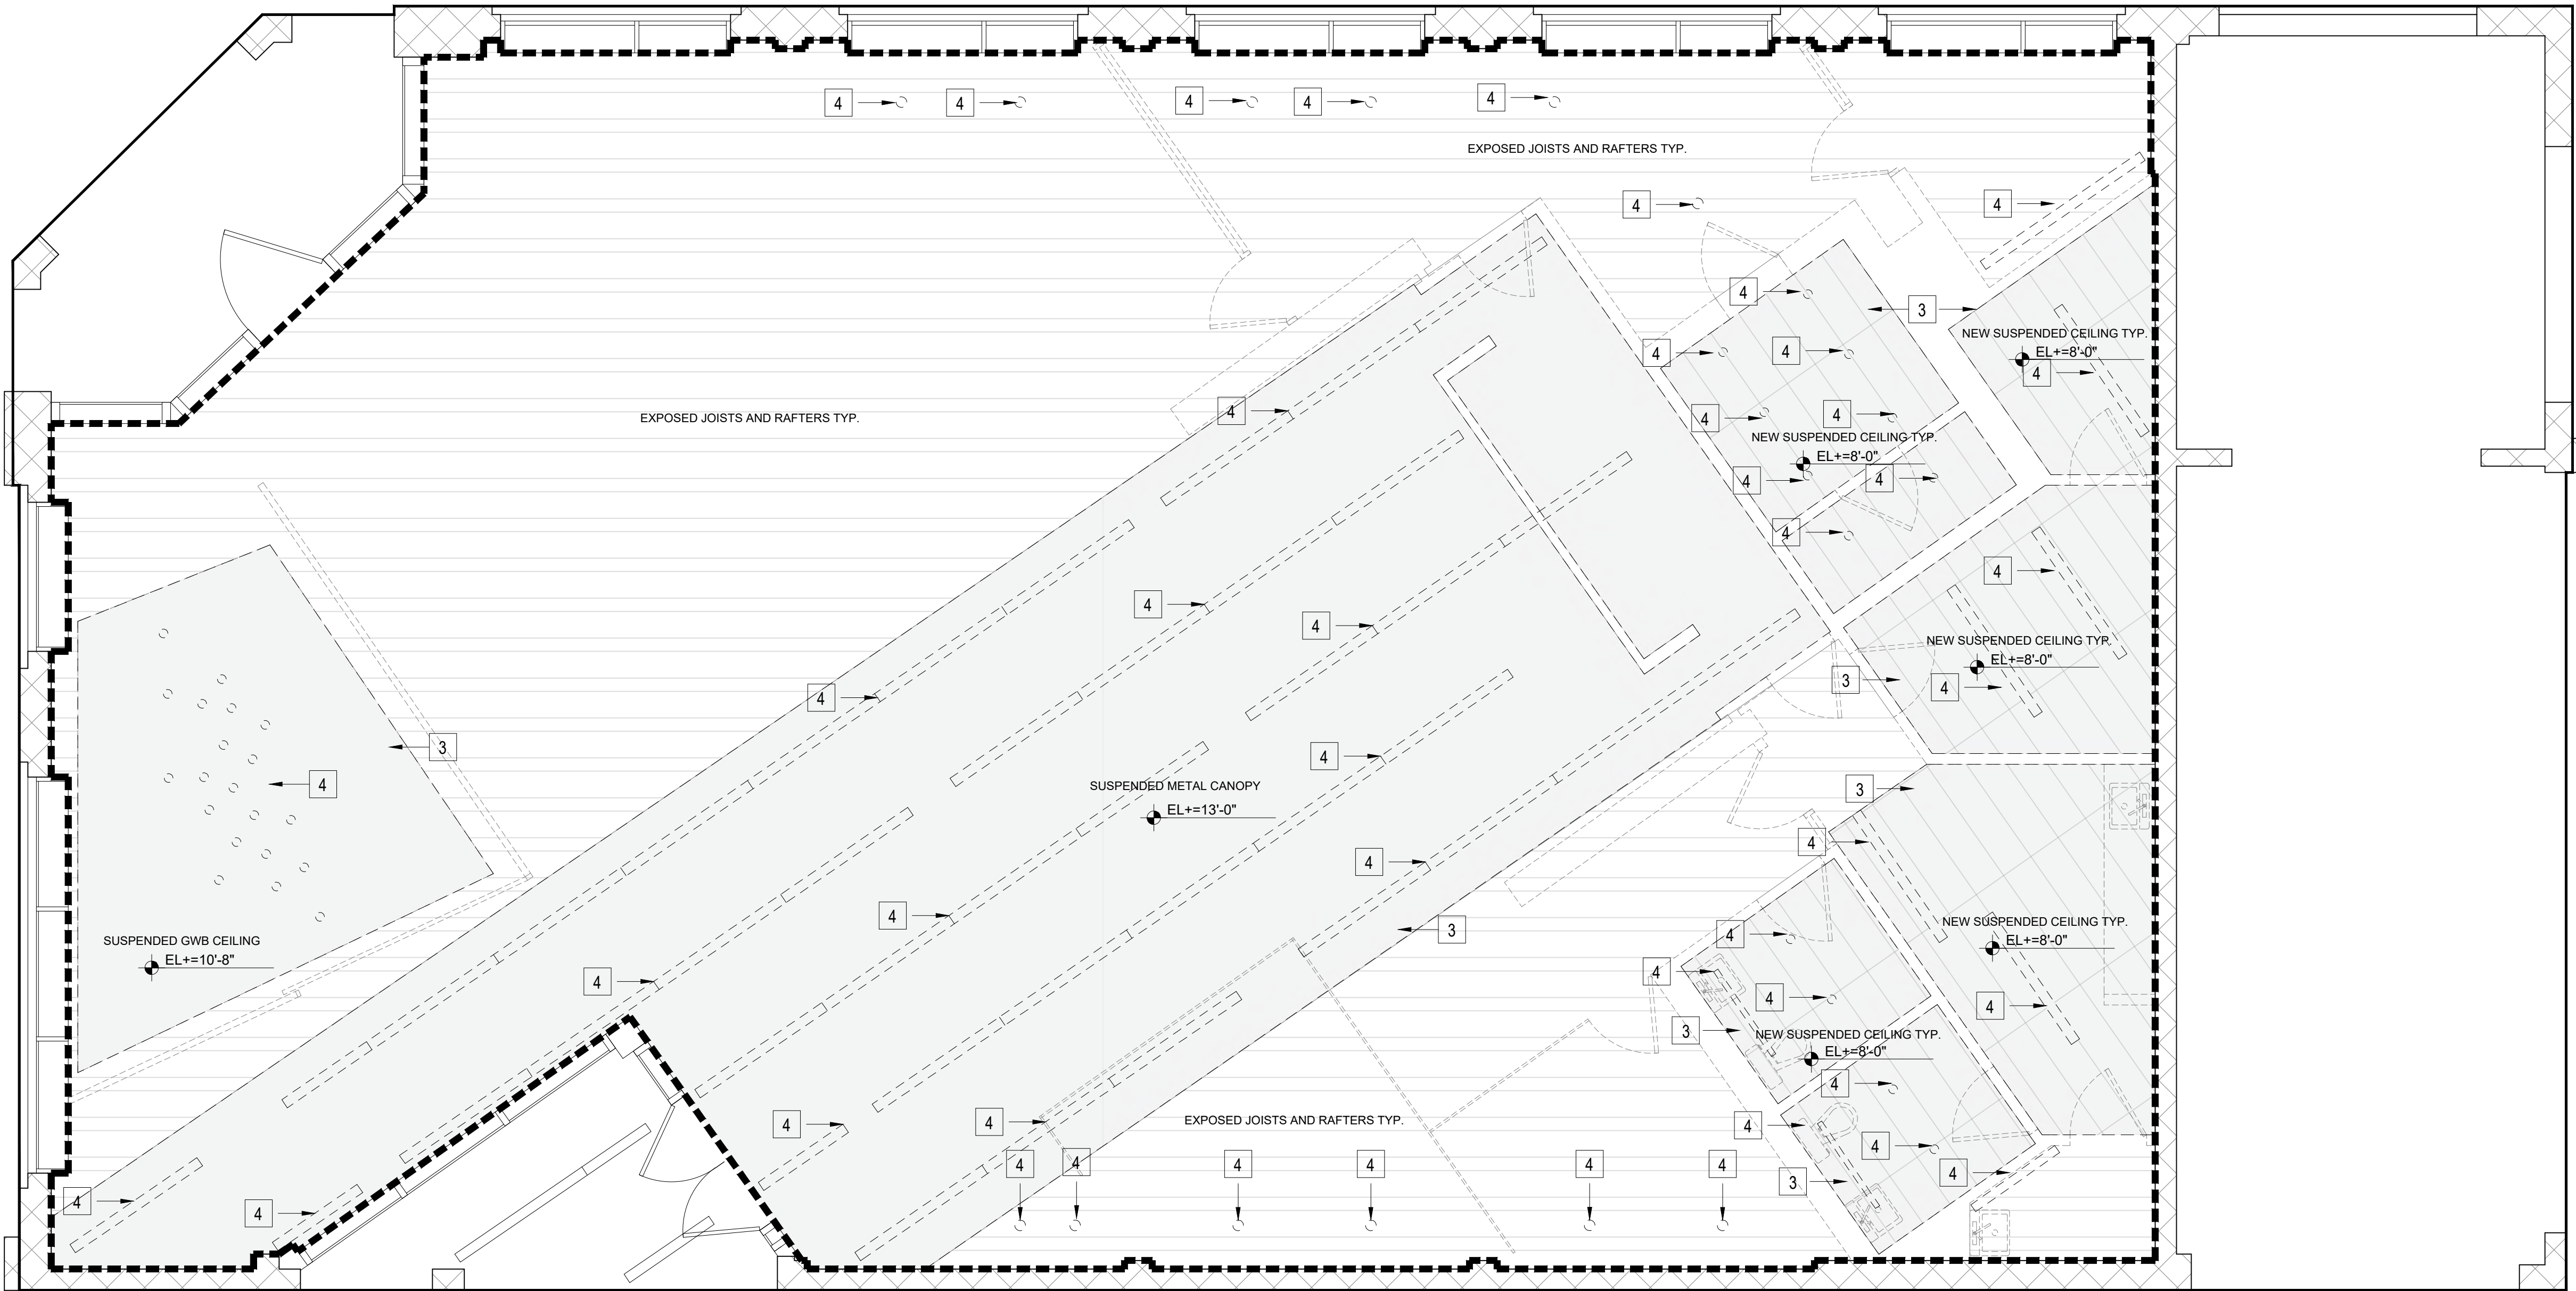 4 4 4 4 4
EXPOSED JOISTS AND RAFTERS TYP.
4 4
4 3
NEW SUSPENDED CEILING TYP.
EL+=8'-0"
4 4 4
4 4 4
EXPOSED JOISTS AND RAFTERS TYP.
NEW SUSPENDED CEILING TYP.
EL+=8'-0"
4 4
4
4
4 4
NEW SUSPENDED CEILING TYP.
EL+=8'-0"
3 4
4
3
4 4
SUSPENDED METAL CANOPY
EL+=13'-0"
3
4
4
4
3 4
NEW SUSPENDED CEILING TYP.
EL+=8'-0"
SUSPENDED GWB CEILING
EL+=10'-8"
4 4
4 4
3
NEW SUSPENDED CEILING TYP.
EL+=8'-0"
4
EXPOSED JOISTS AND RAFTERS TYP.
4 4 4
4
4 4 4 4 4 4
4 3
4 4